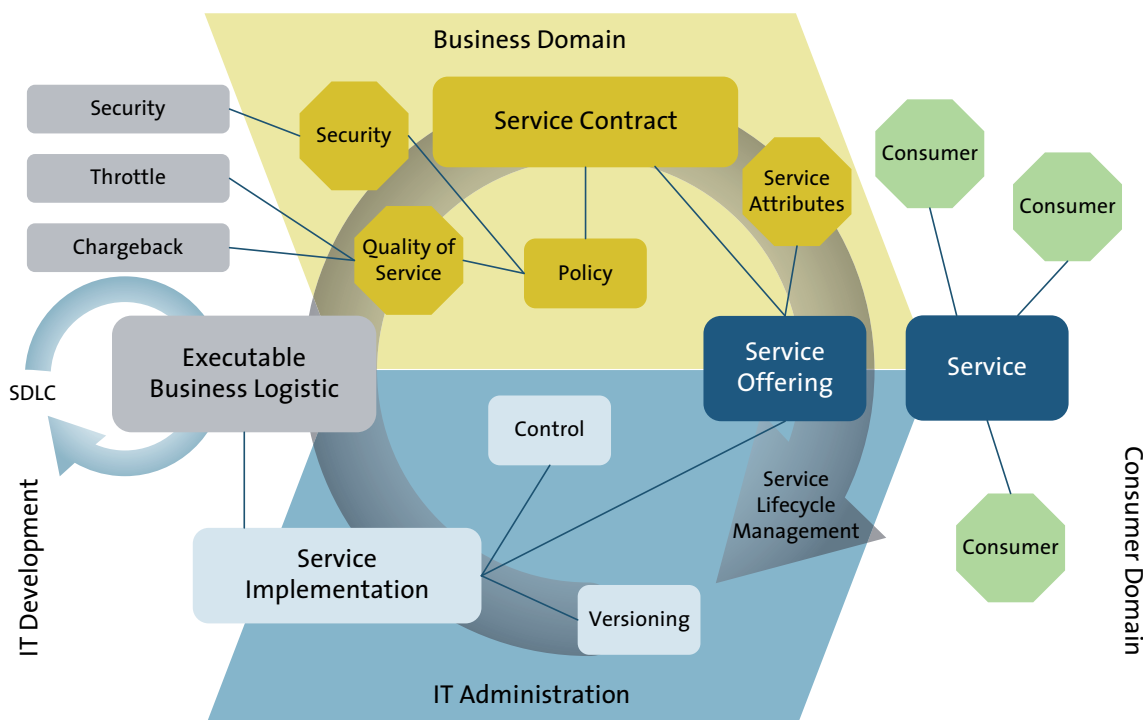 Business Domain
Security
Throttle
Chargeback
Security
Service Contract
Quality of
Service
Policy
Service
Attributes
Consumer
Consumer
SDLC
Executable
Business Logistic
Service
Offering
Service
Control
Service
Lifecycle
Management
Service
Implementation
Versioning
Consumer
IT Development
IT Administration
Consumer Domain